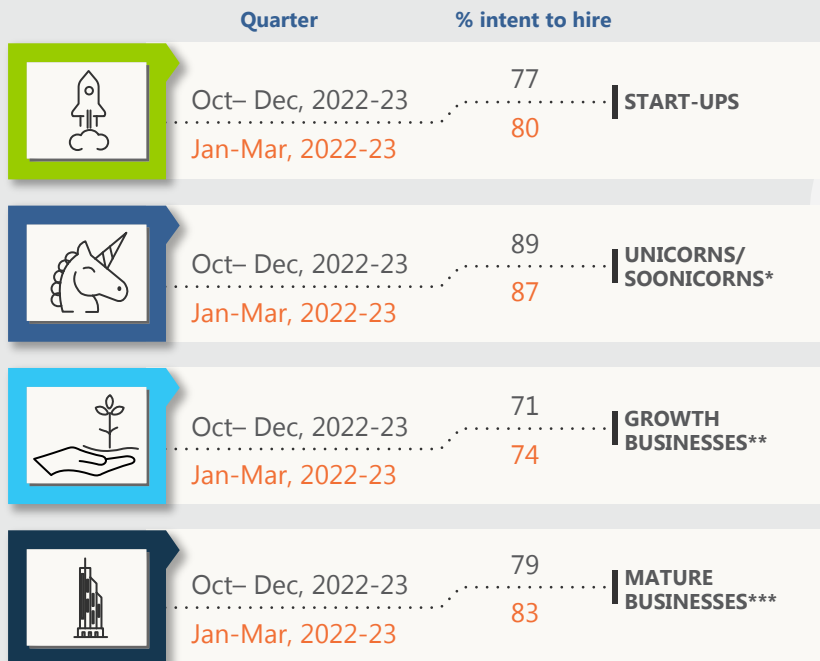 Quarter % intent to hire
Oct– Dec, 2022-23 77
START-UPS
Jan-Mar, 2022-23 80
Oct– Dec, 2022-23 89
UNICORNS/
SOONICORNS*
Jan-Mar, 2022-23 87
Oct– Dec, 2022-23 71
GROWTH
BUSINESSES**
Jan-Mar, 2022-23 74
Oct– Dec, 2022-23 79
MATURE
BUSINESSES***
Jan-Mar, 2022-23 83